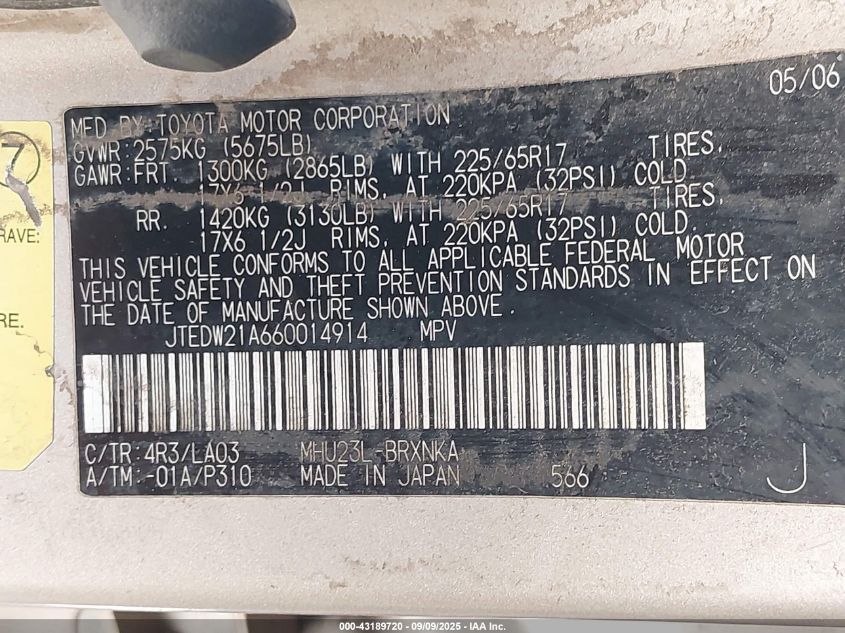 05/06
MFD BY:TOYOTA MOTOR CORPORATION
GVWR:2575KG (5675LB)
GAWR:FRT. 1300KG (2865LB) WITH 225/65R17 TIRES,
17X6 1/2J RIMS, AT 220KPA (32PSI) COLD
RR. 1420KG (3130LB) WITH 225/65R17 TIRES,
17X6 1/2J RIMS, AT 220KPA (32PSI) COLD.
THIS VEHICLE CONFORMS TO ALL APPLICABLE FEDERAL MOTOR
VEHICLE SAFETY AND THEFT PREVENTION STANDARDS IN EFFECT ON
THE DATE OF MANUFACTURE SHOWN ABOVE.
JTEDW21A660014914 MPV
C/TR:4R3/LA03 MHU23L-BRXNKA
A/TM:-01A/P310 MADE IN JAPAN 566 J
7
RAVE:
RE.
000-43189720 - 09/09/2025 - IAA Inc.